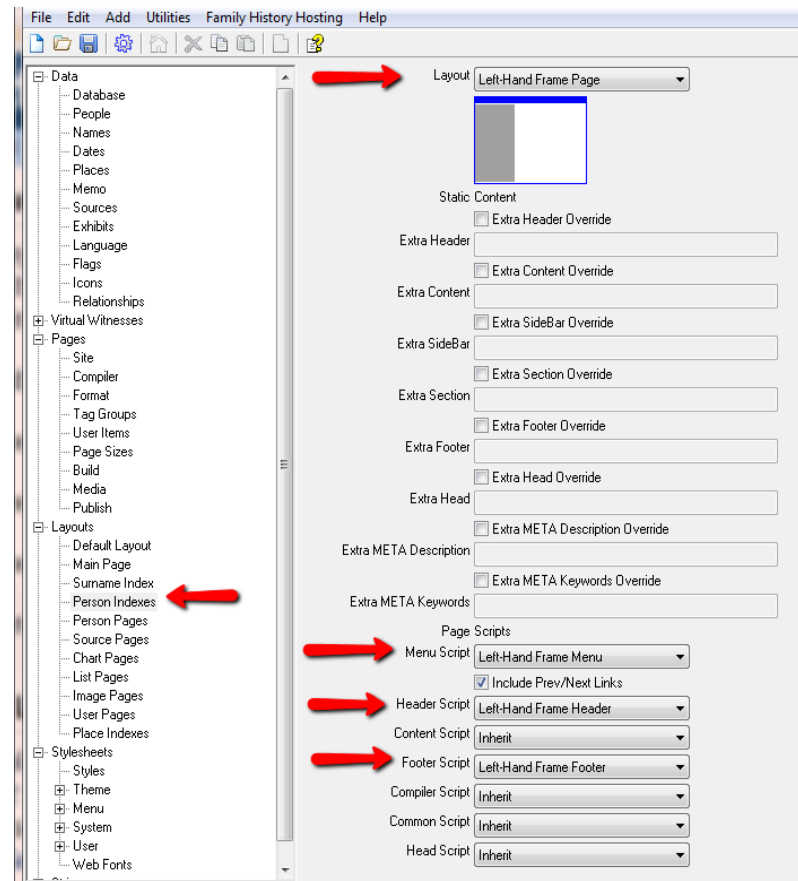 File Edit Add Utilities Family History Hosting Help
Data
Database
People
Names
Dates
Places
Memo
Sources
Exhibits
Language
Flags
Icons
Relationships
Virtual Witnesses
Pages
Site
Compiler
Format
Tag Groups
User Items
Page Sizes
Build
Media
Publish
Layouts
Default Layout
Main Page
Surname Index
Person Indexes
Person Pages
Source Pages
Chart Pages
List Pages
Image Pages
User Pages
Place Indexes
Stylesheets
Styles
Theme
Menu
System
User
Web Fonts
Layout Left-Hand Frame Page
Static Content
Extra Header Override
Extra Header
Extra Content Override
Extra Content
Extra SideBar Override
Extra SideBar
Extra Section Override
Extra Section
Extra Footer Override
Extra Footer
Extra Head Override
Extra Head
Extra META Description Override
Extra META Description
Extra META Keywords Override
Extra META Keywords
Page Scripts
Menu Script Left-Hand Frame Menu
Include Prev/Next Links
Header Script Left-Hand Frame Header
Content Script Inherit
Footer Script Left-Hand Frame Footer
Compiler Script Inherit
Common Script Inherit
Head Script Inherit